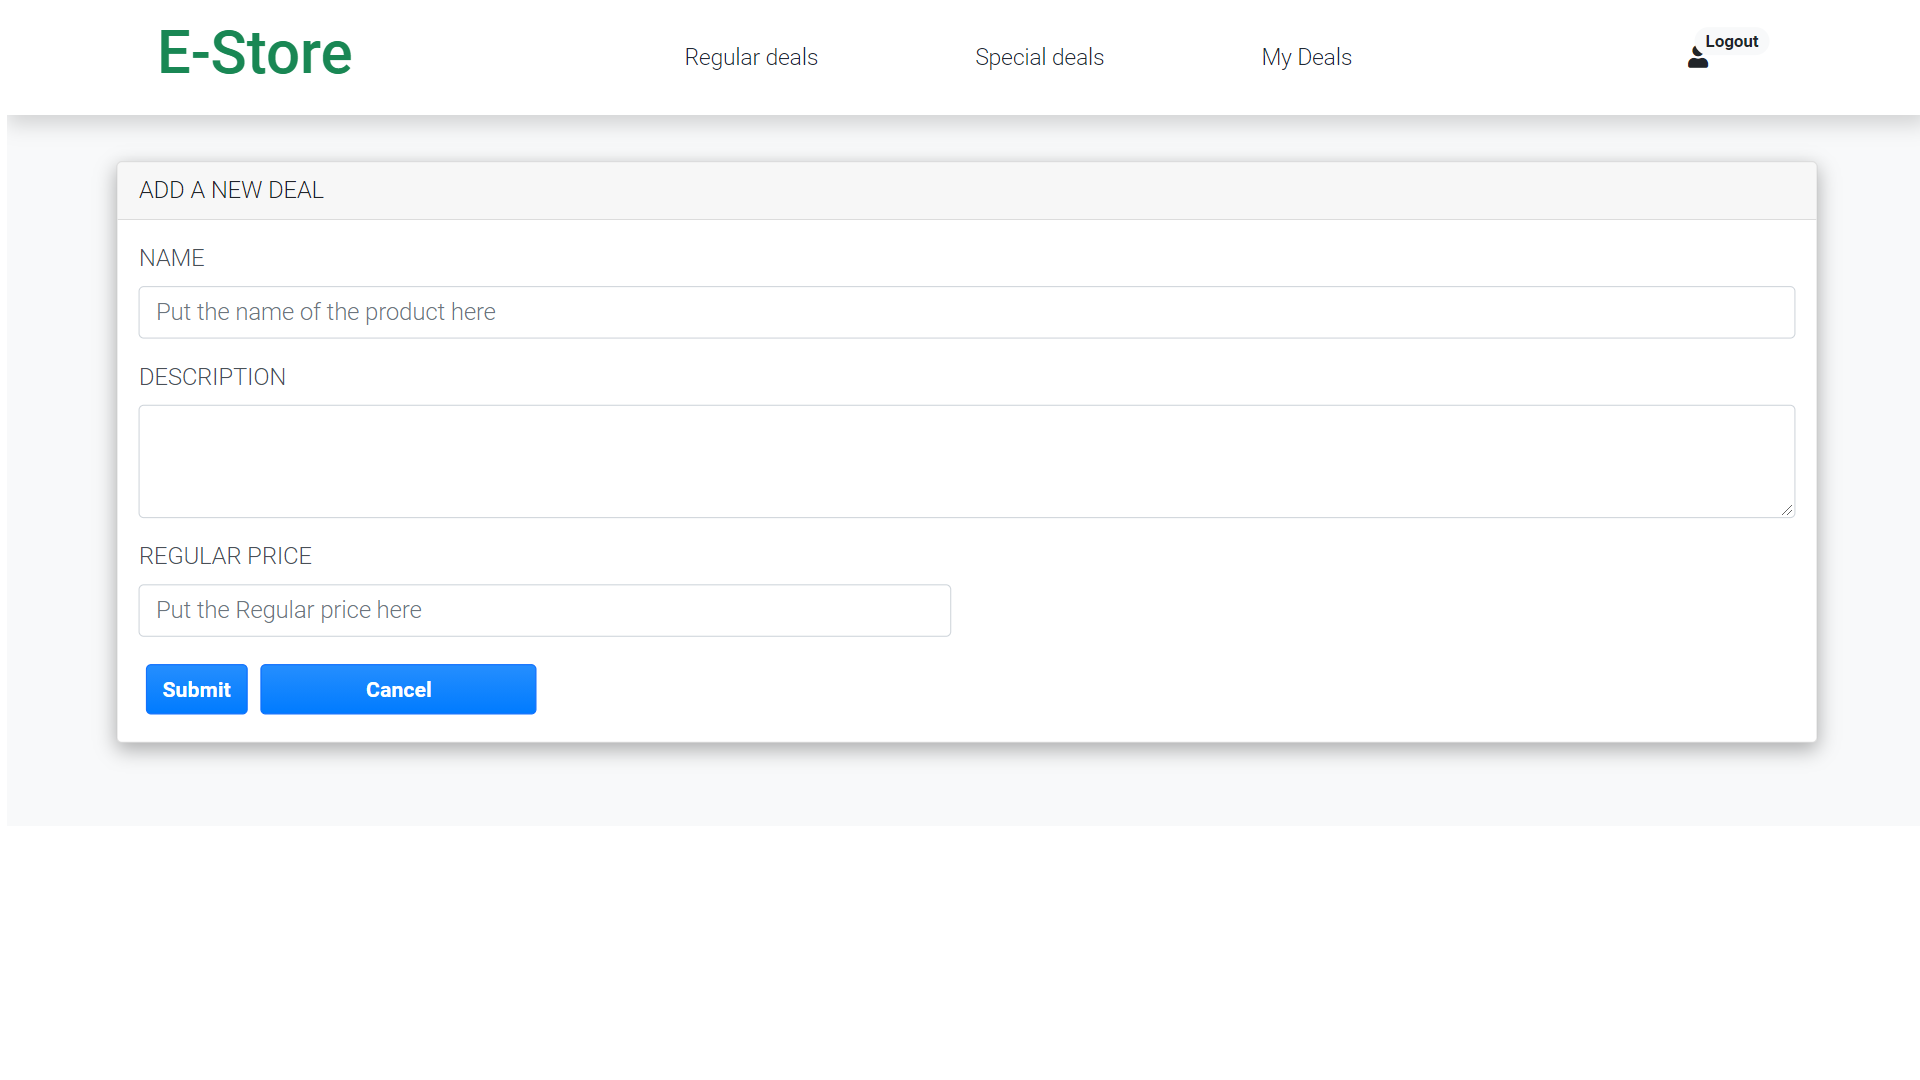 E-Store
Regular deals
Special deals
My Deals
Logout
ADD A NEW DEAL
NAME
Put the name of the product here
DESCRIPTION
REGULAR PRICE
Put the Regular price here
Submit
Cancel